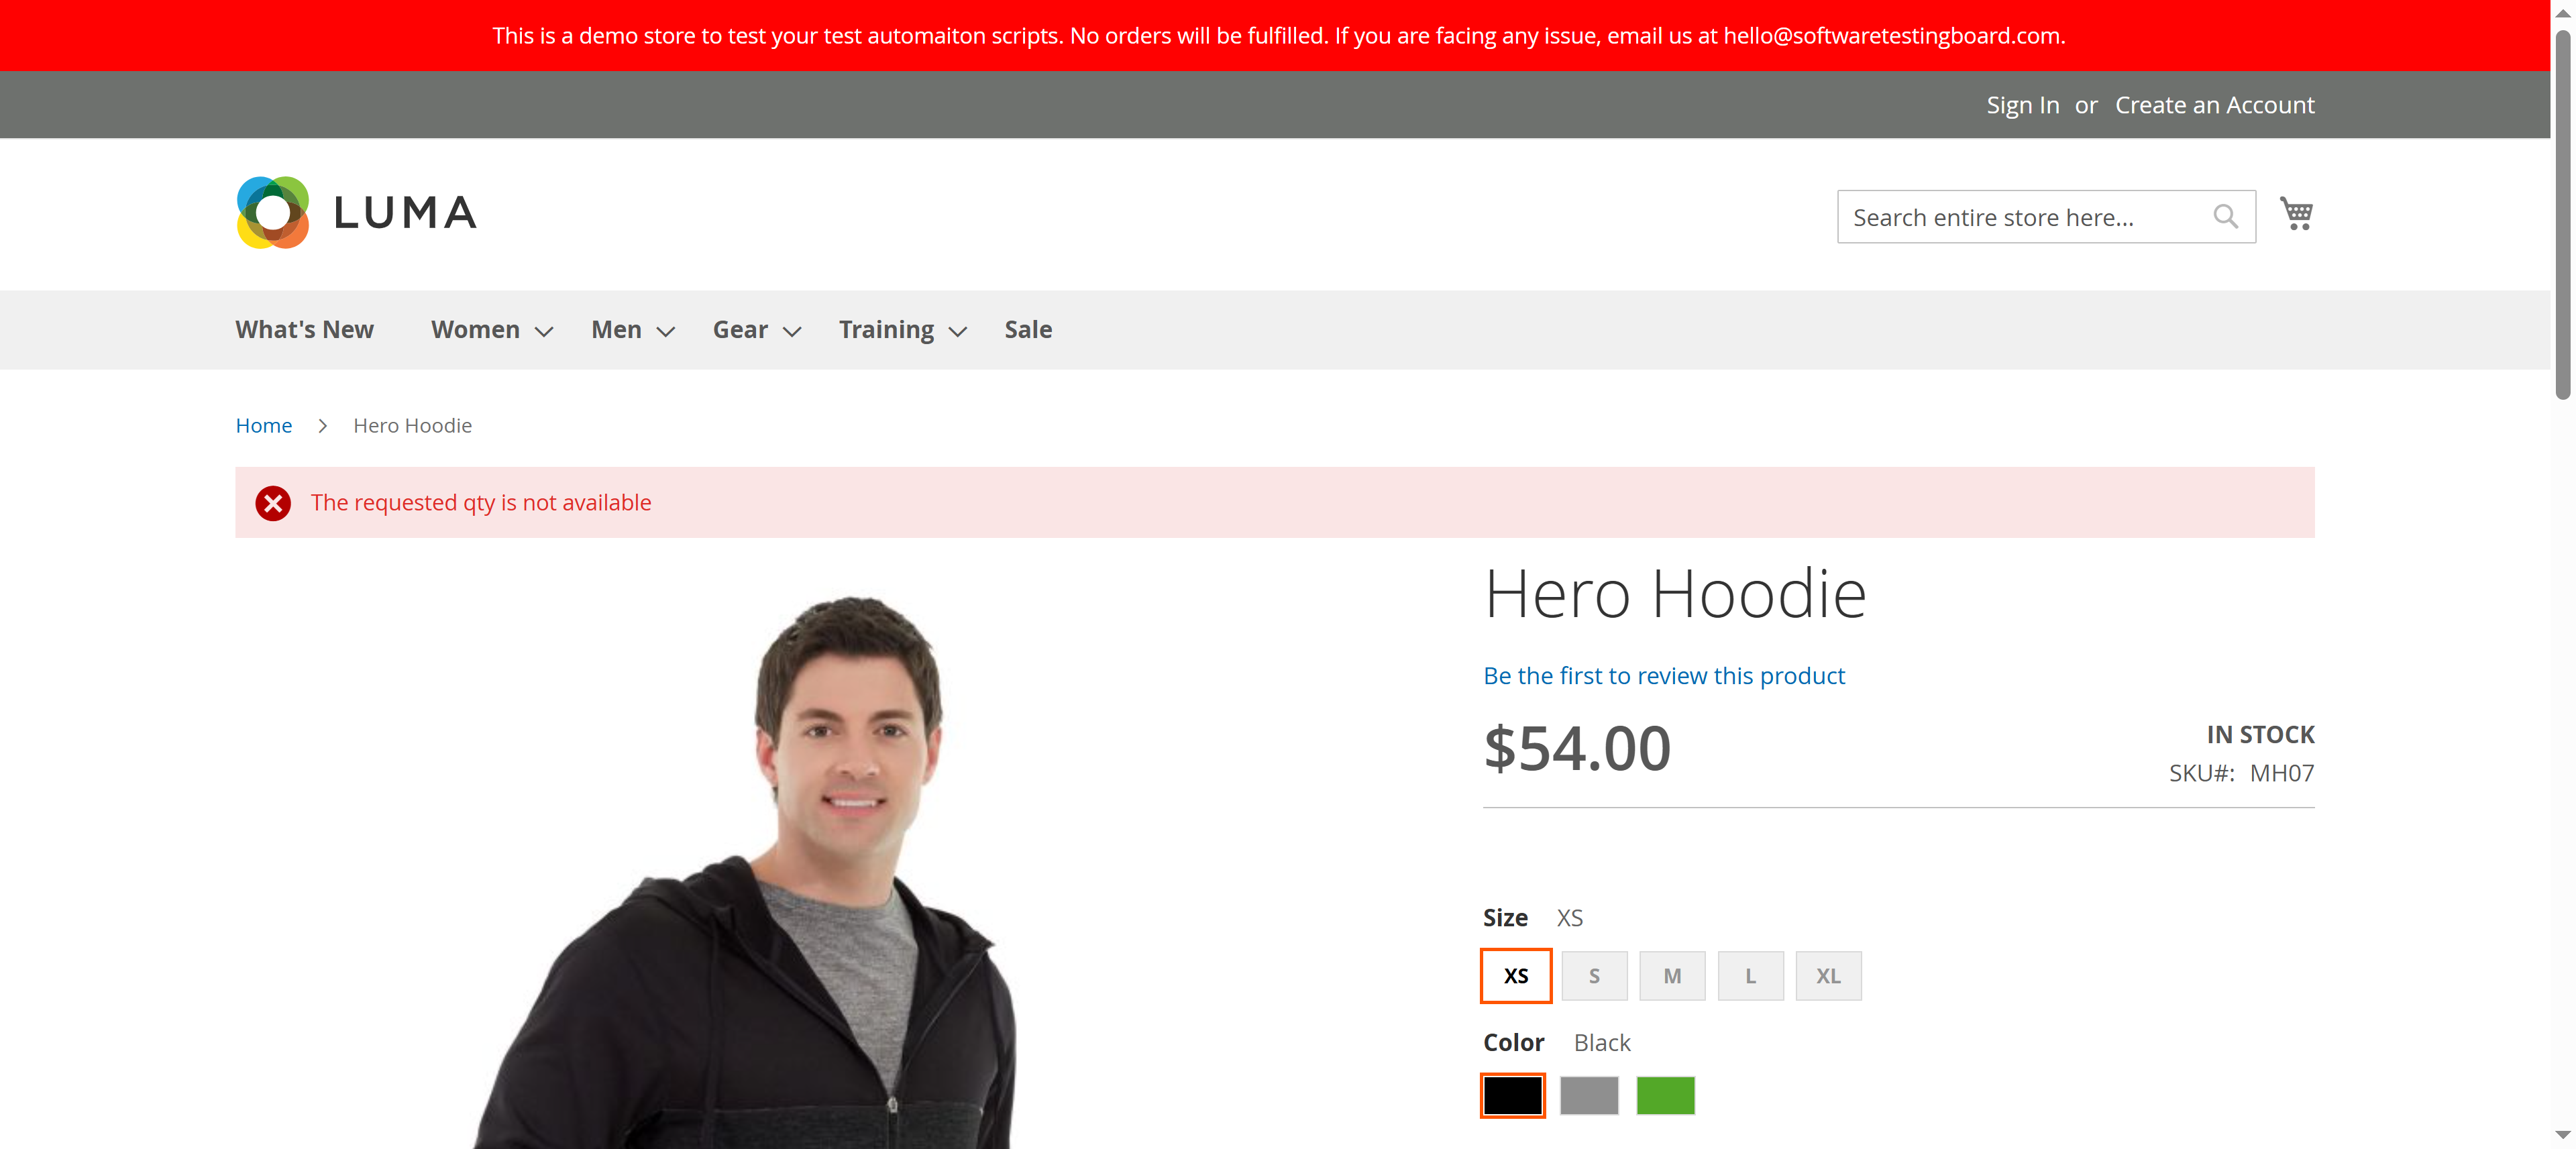 This is a demo store to test your test automaiton scripts. No orders will be fulfilled. If you are facing any issue, email us at hello@softwaretestingboard.com.
Sign In or Create an Account
LUMA
Search entire store here...
What's New Women Men Gear Training Sale
Home > Hero Hoodie
The requested qty is not available
Hero Hoodie
Be the first to review this product
$54.00
IN STOCK
SKU#: MH07
Size XS
XS S M L XL
Color Black